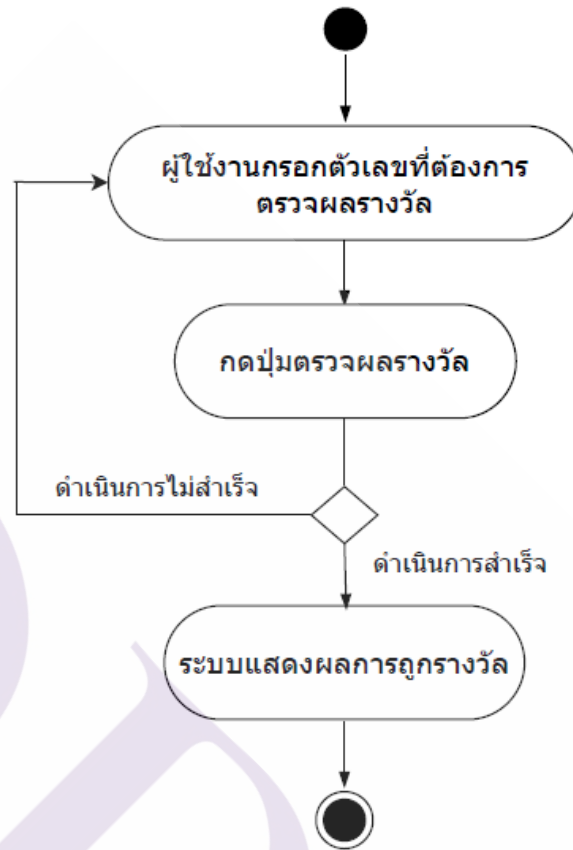 ผู้ใช้งานกรอกตัวเลขที่ต้องการ
ตรวจผลรางวัล
กดปุ่มตรวจผลรางวัล
ดำเนินการไม่สำเร็จ
ดำเนินการสำเร็จ
ระบบแสดงผลการถูกรางวัล